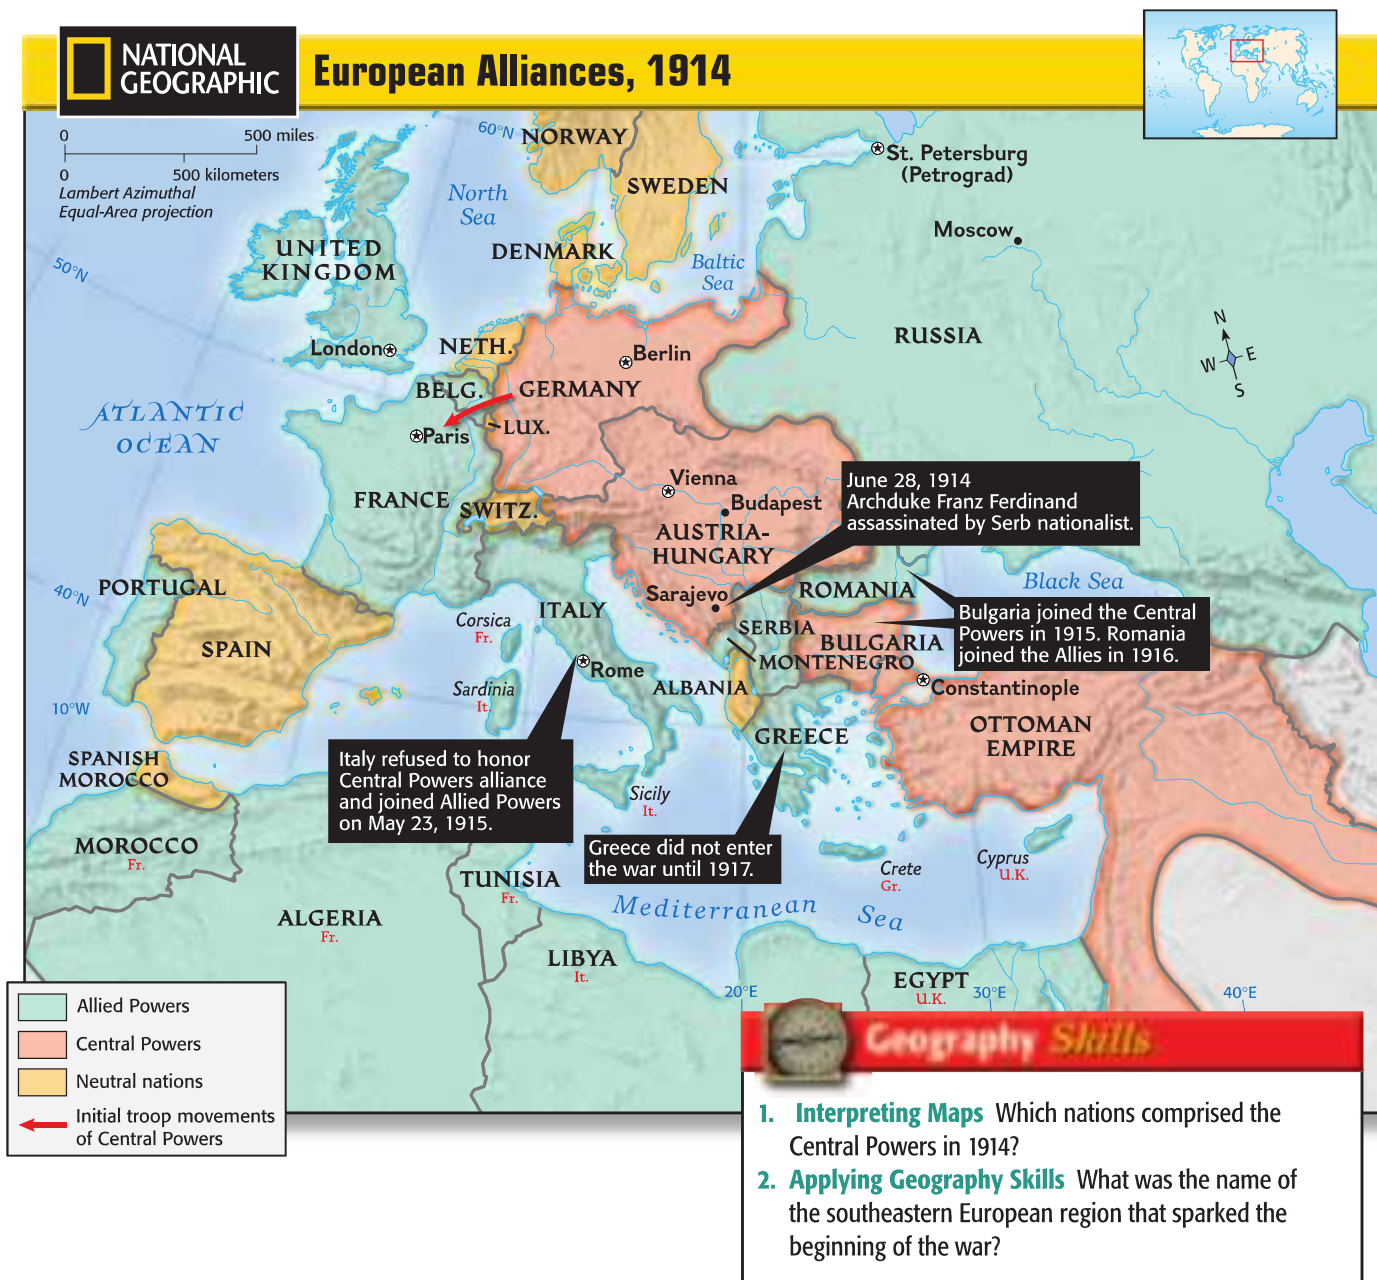 NATIONAL
GEOGRAPHIC
European Alliances, 1914
0 500 miles
0 500 kilometers
Lambert Azimuthal
Equal-Area projection
60°N
NORWAY
SWEDEN
St. Petersburg
(Petrograd)
North
Sea
Moscow
UNITED
KINGDOM
DENMARK
Baltic
Sea
50°N
RUSSIA
N
W E
S
London
NETH.
Berlin
BELG.
GERMANY
ATLANTIC
OCEAN
Paris
LUX.
Vienna
Budapest
June 28, 1914
Archduke Franz Ferdinand
assassinated by Serb nationalist.
FRANCE
SWITZ.
AUSTRIA-
HUNGARY
PORTUGAL
40°N
Sarajevo
ROMANIA
Black Sea
ITALY
Corsica
Fr.
SERBIA
BULGARIA
Bulgaria joined the Central
Powers in 1915. Romania
joined the Allies in 1916.
SPAIN
MONTENEGRO
Rome
Sardinia
It.
ALBANIA
Constantinople
10°W
GREECE
OTTOMAN
EMPIRE
SPANISH
MOROCCO
Italy refused to honor
Central Powers alliance
and joined Allied Powers
on May 23, 1915.
Sicily
It.
MOROCCO
Fr.
Greece did not enter
the war until 1917.
Crete
Gr.
Cyprus
U.K.
TUNISIA
Fr.
Mediterranean Sea
ALGERIA
Fr.
LIBYA
It.
EGYPT
U.K.
20°E
30°E
40°E
Allied Powers
Central Powers
Neutral nations
Initial troop movements
of Central Powers
Geography Skills
1. Interpreting Maps Which nations comprised the
Central Powers in 1914?
2. Applying Geography Skills What was the name of
the southeastern European region that sparked the
beginning of the war?